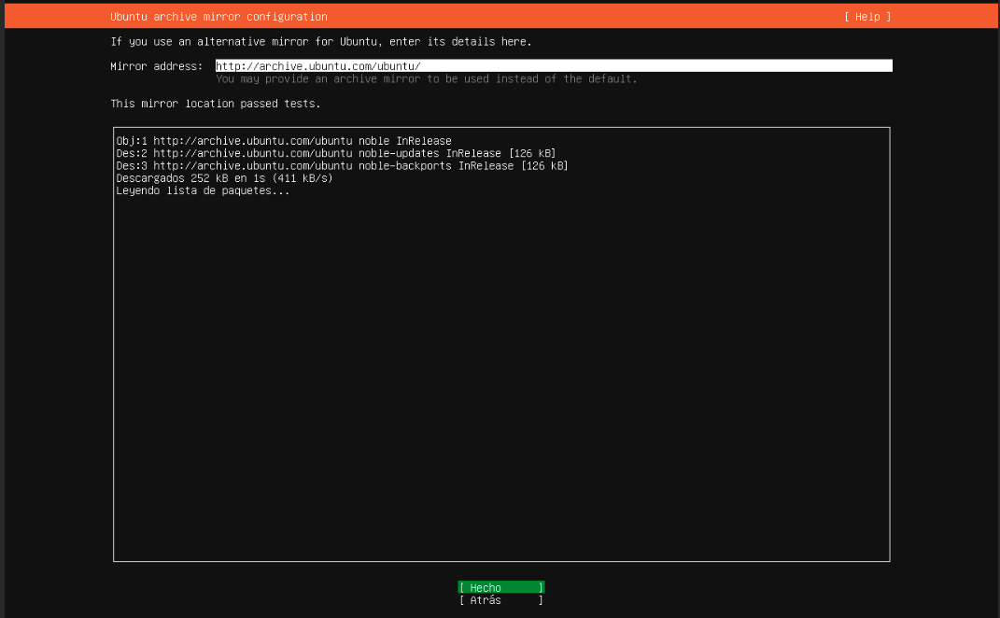 Ubuntu archive mirror configuration [ Help ]
If you use an alternative mirror for Ubuntu, enter its details here.
Mirror address: http://archive.ubuntu.com/ubuntu/
You may provide an archive mirror to be used instead of the default.
This mirror location passed tests.
Obj:1 http://archive.ubuntu.com/ubuntu noble InRelease
Des:2 http://archive.ubuntu.com/ubuntu noble-updates InRelease [126 kB]
Des:3 http://archive.ubuntu.com/ubuntu noble-backports InRelease [126 kB]
Descargados 252 kB en 1s (411 kB/s)
Leyendo lista de paquetes...
[ Hecho ]
[ Atrás ]